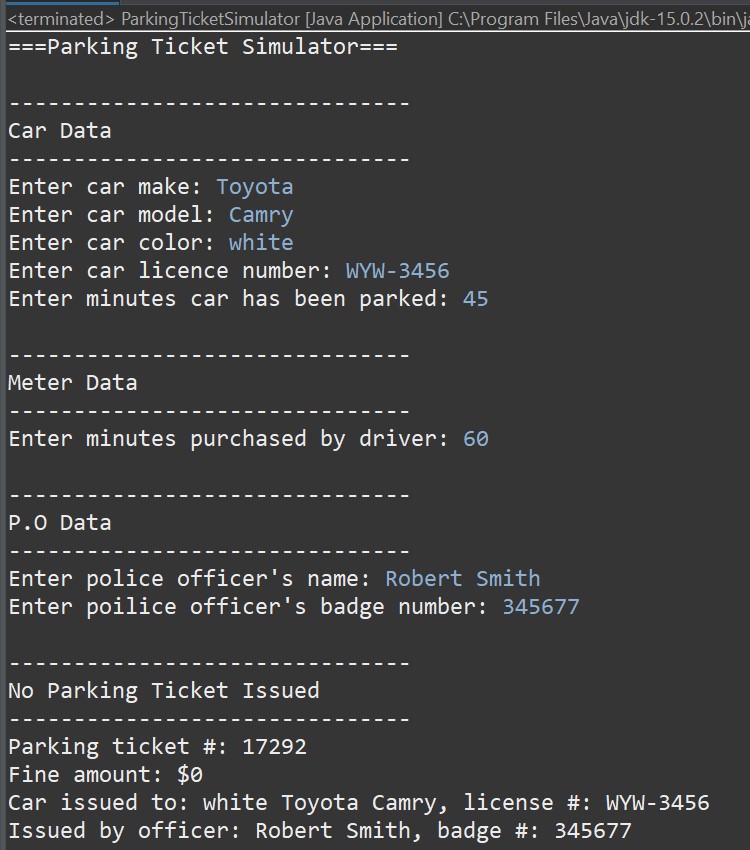 <terminated> ParkingTicketSimulator [Java Application] C:\Program Files\Java\jdk-15.0.2\bin\ja
===Parking Ticket Simulator===
-------------------------------
Car Data
-------------------------------
Enter car make: Toyota
Enter car model: Camry
Enter car color: white
Enter car licence number: WYW-3456
Enter minutes car has been parked: 45
-------------------------------
Meter Data
-------------------------------
Enter minutes purchased by driver: 60
-------------------------------
P.O Data
-------------------------------
Enter police officer's name: Robert Smith
Enter poilice officer's badge number: 345677
-------------------------------
No Parking Ticket Issued
-------------------------------
Parking ticket #: 17292
Fine amount: $0
Car issued to: white Toyota Camry, license #: WYW-3456
Issued by officer: Robert Smith, badge #: 345677